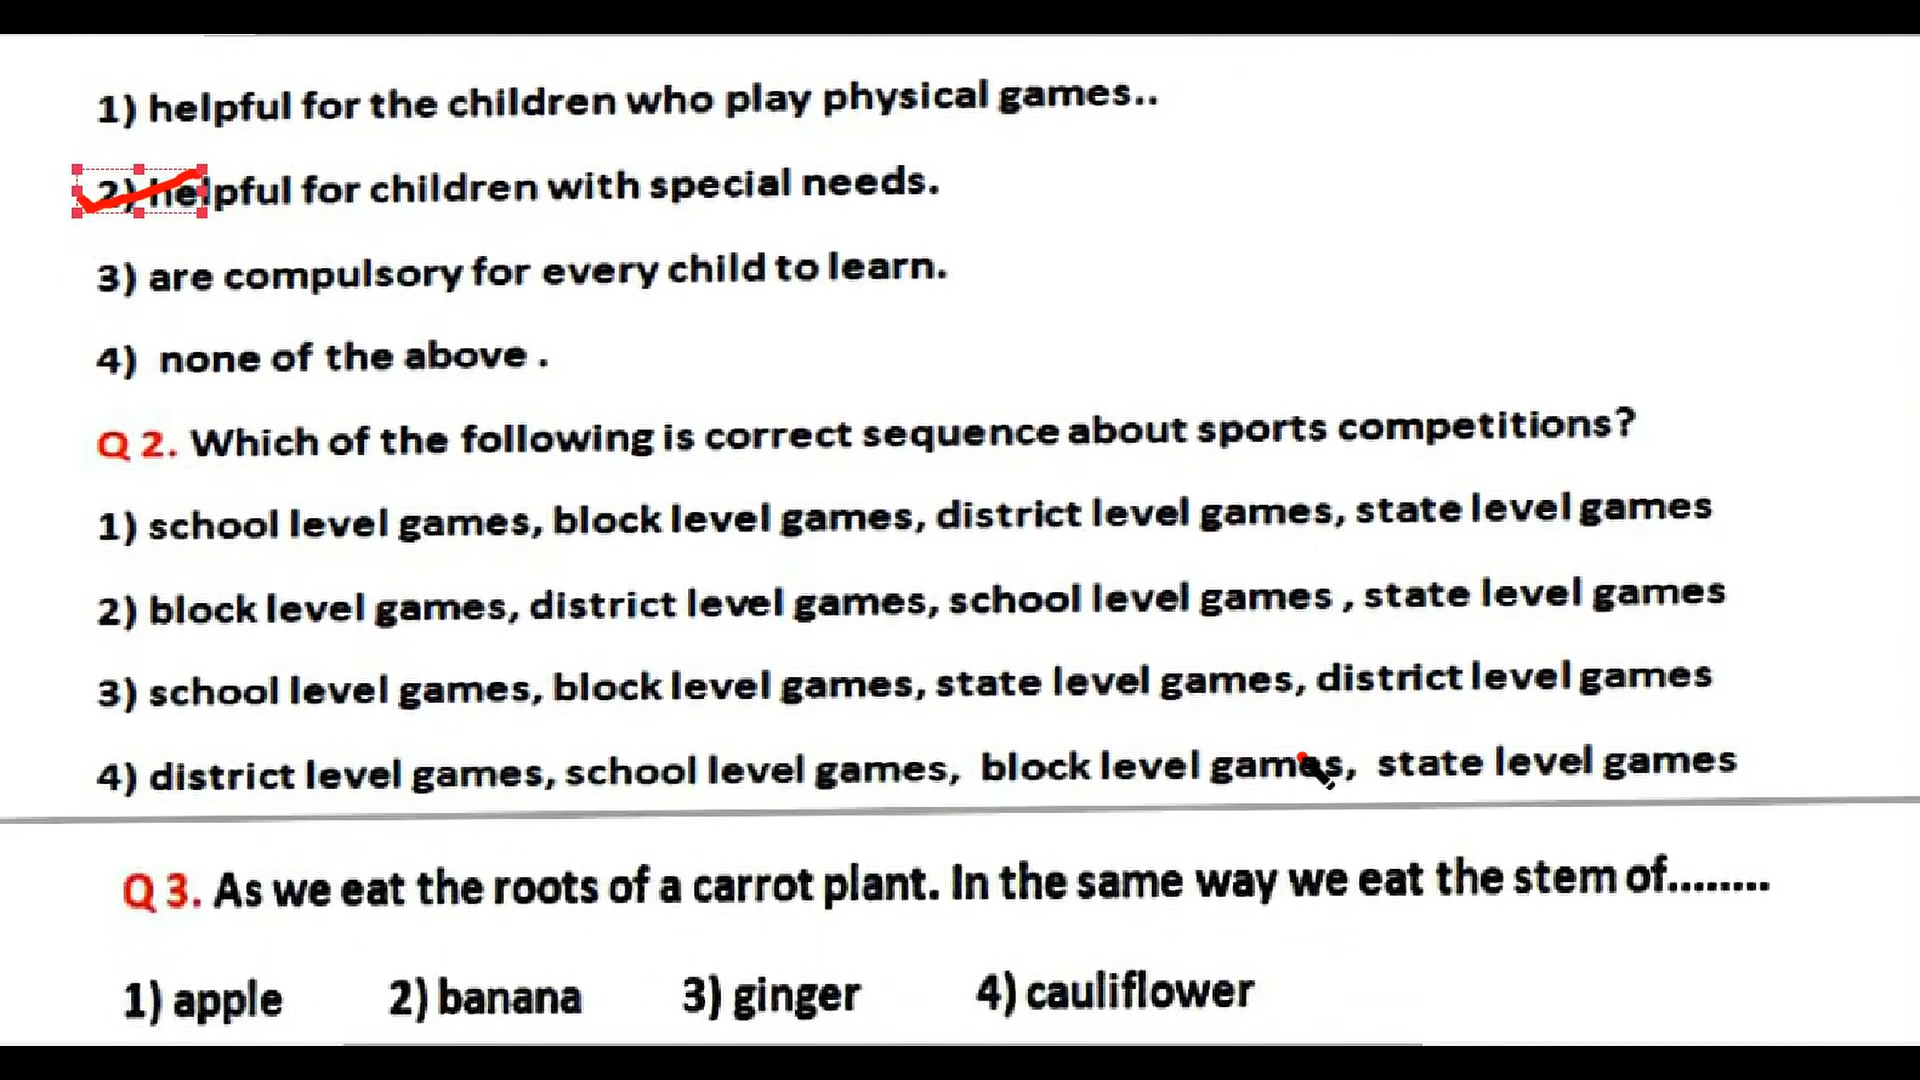 1) helpful for the children who play physical games..
2) helpful for children with special needs.
3) are compulsory for every child to learn.
4) none of the above .
Q 2. Which of the following is correct sequence about sports competitions?
1) school level games, block level games, district level games, state level games
2) block level games, district level games, school level games , state level games
3) school level games, block level games, state level games, district level games
4) district level games, school level games, block level games, state level games
Q 3. As we eat the roots of a carrot plant. In the same way we eat the stem of........
1) apple 2) banana 3) ginger 4) cauliflower